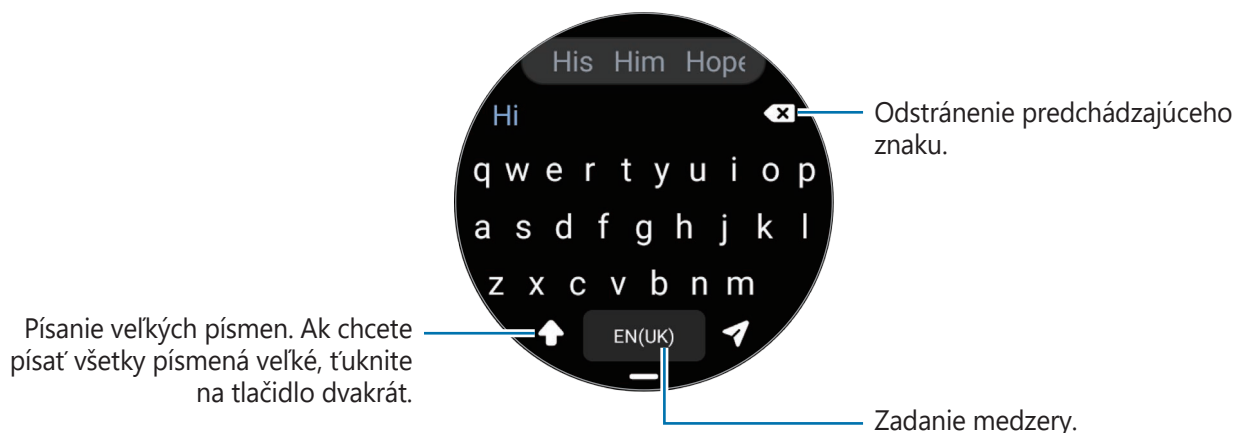 His Him Hope
Hi
Odstránenie predchádzajúceho
znaku.
q w e r t y u i o p
a s d f g h j k l
z x c v b n m
Písanie veľkých písmen. Ak chcete
písať všetky písmená veľké, ťuknite
na tlačidlo dvakrát.
EN(UK)
Zadanie medzery.